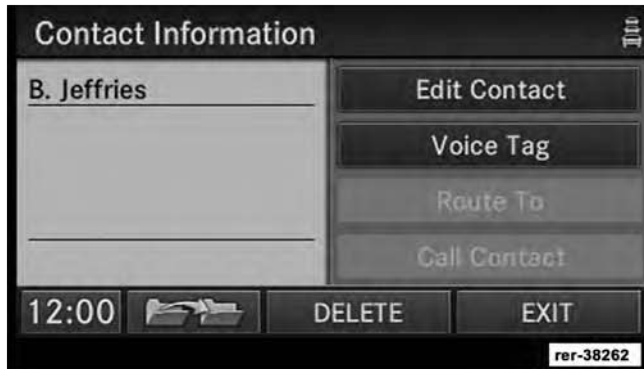 Contact Information
B. Jeffries
Edit Contact
Voice Tag
Route To
Call Contact
12:00
DELETE
EXIT
rer-38262